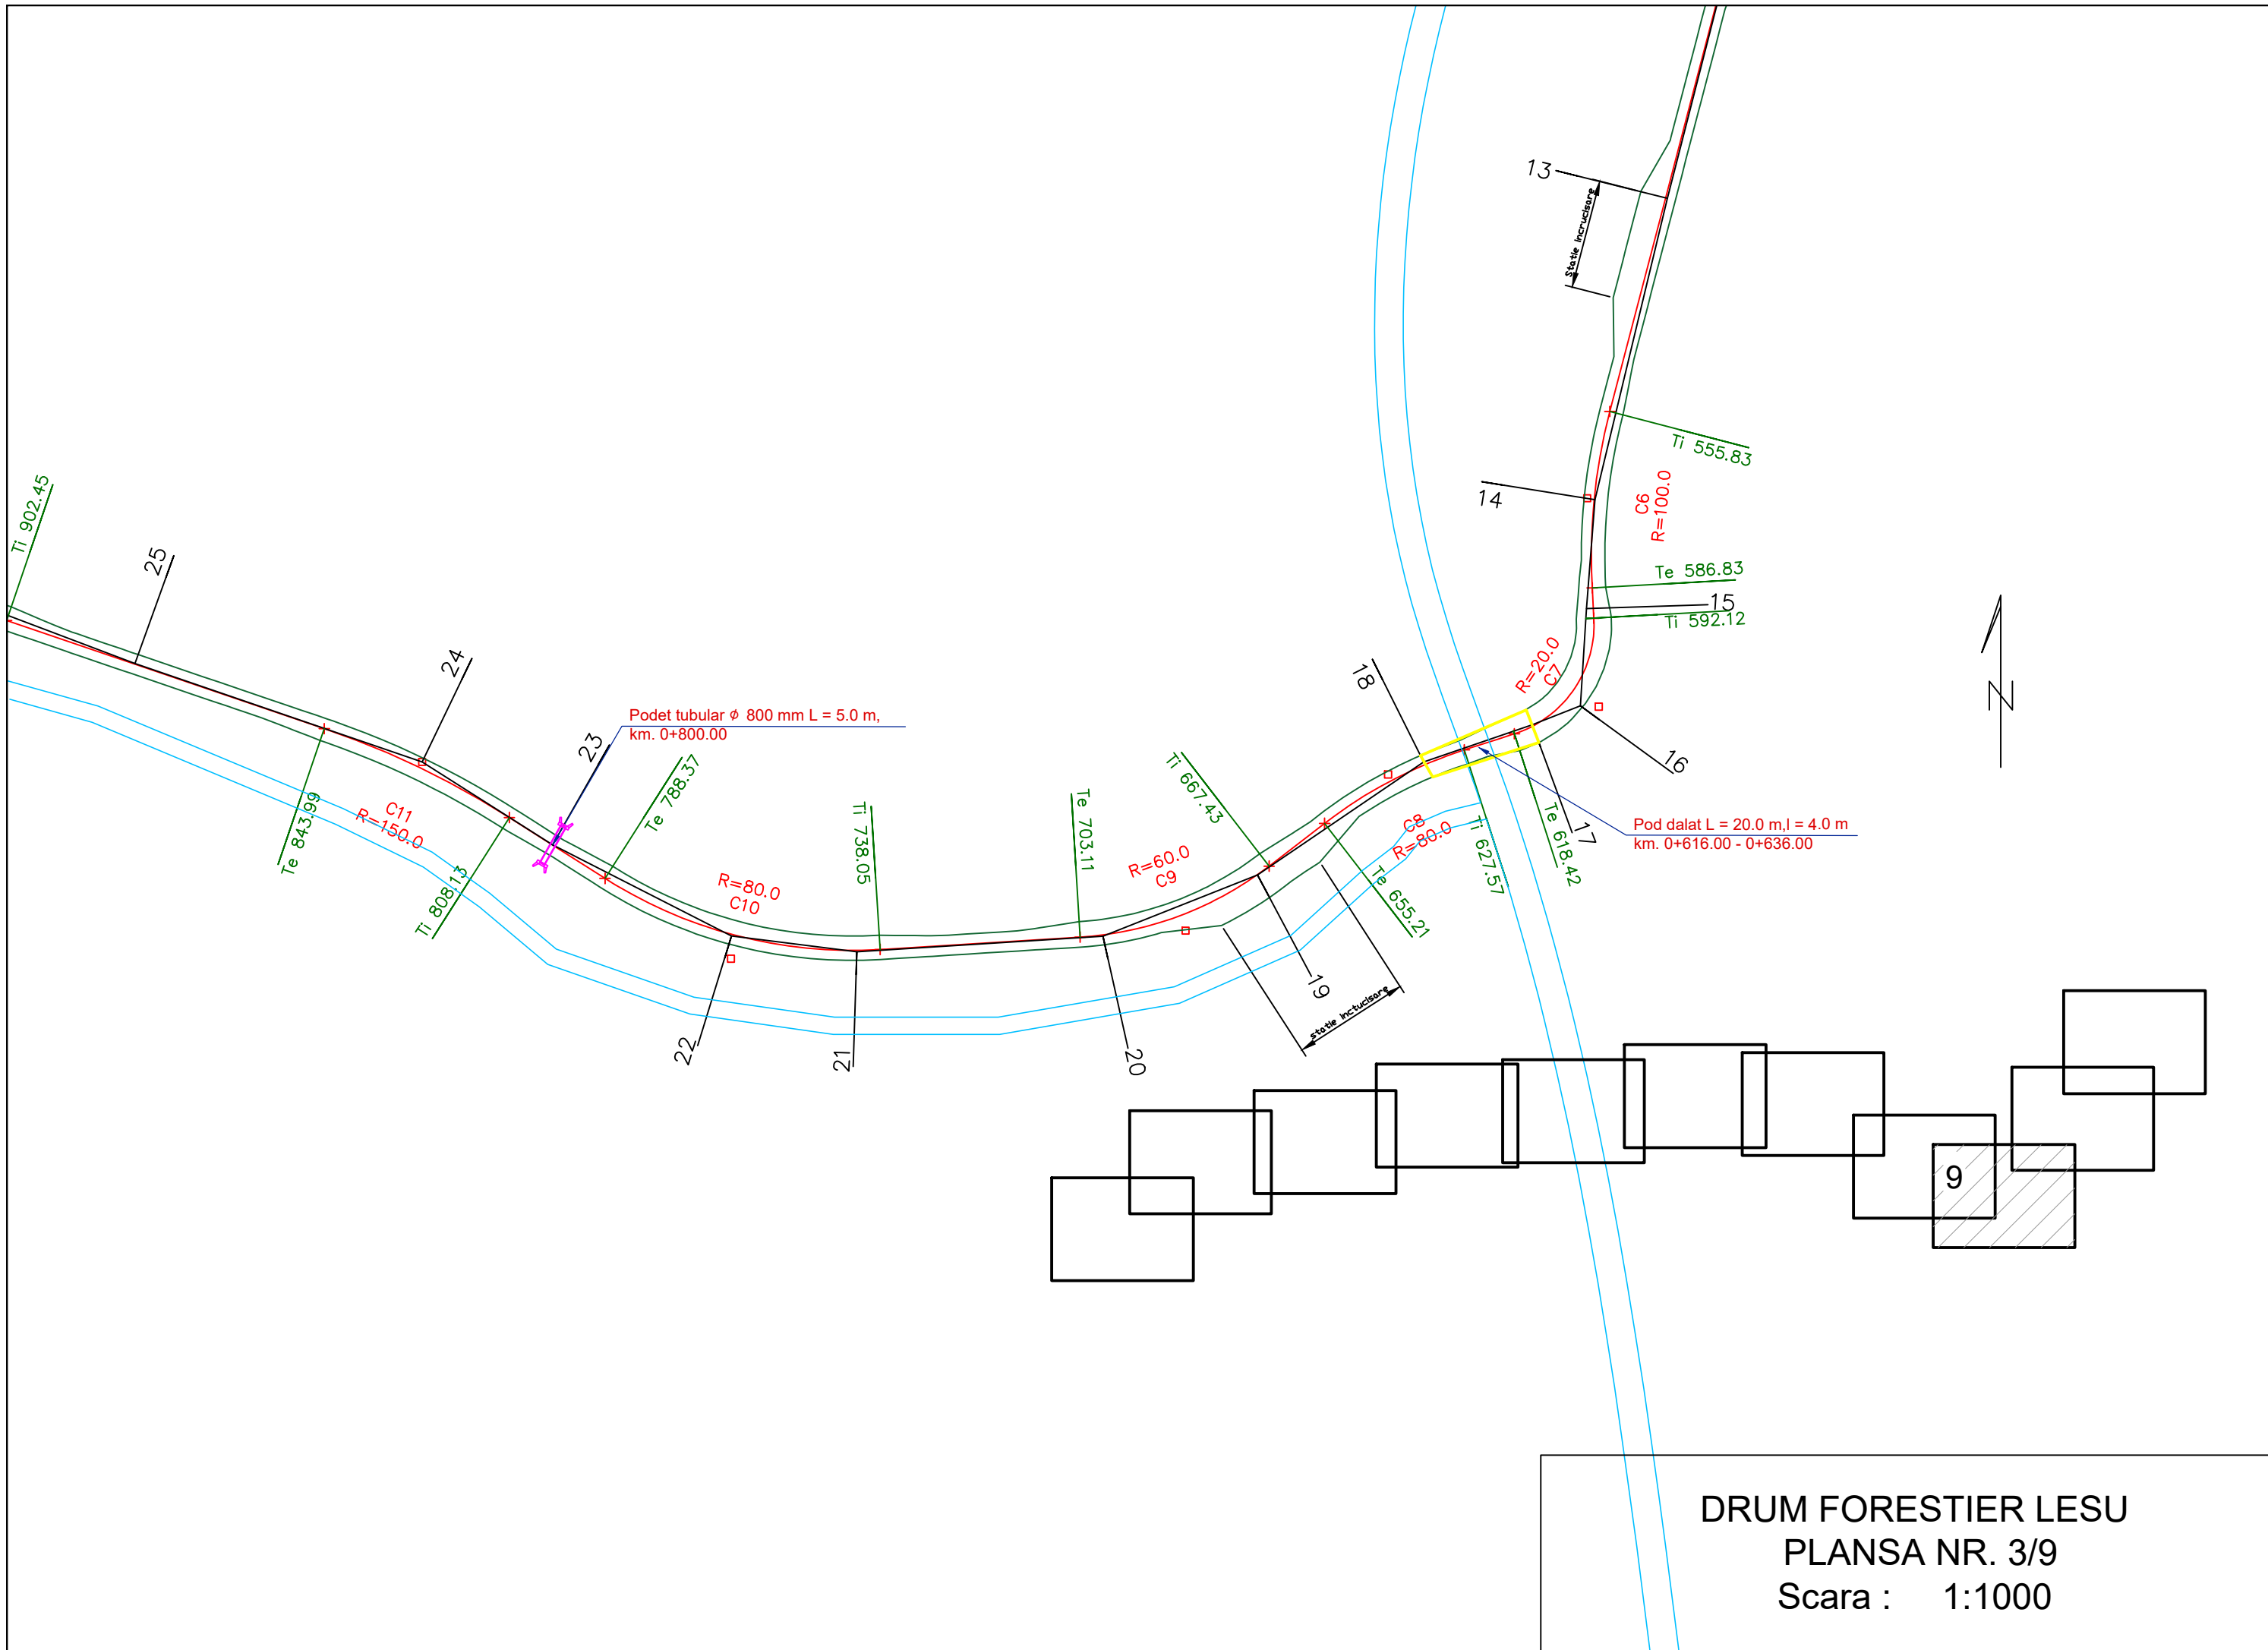 13
Statie incrucisare
Ti 555.83
C6
R=100.0
14
Te 586.83
15
Ti 592.12
R=20.0
C7
16
17
Te 618.42
Pod dalat L = 20.0 m,l = 4.0 m
km. 0+616.00 - 0+636.00
Ti 627.57
18
C8
R=80.0
Te 655.21
Ti 667.43
19
statie inctucisare
R=60.0
C9
Te 703.11
20
Ti 738.05
21
R=80.0
C10
22
Te 788.37
Podet tubular ϕ 800 mm L = 5.0 m,
km. 0+800.00
23
Ti 808.13
C11
R=150.0
24
Te 843.99
25
Ti 902.45
N
9
DRUM FORESTIER LESU
PLANSA NR. 3/9
Scara : 1:1000